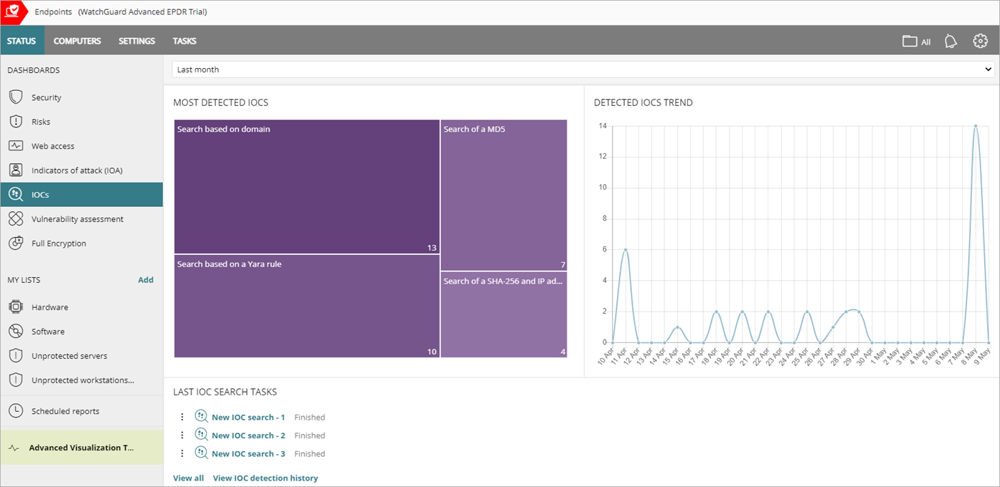 Endpoints (WatchGuard Advanced EPDR Trial)
STATUS COMPUTERS SETTINGS TASKS All
DASHBOARDS
Security
Risks
Web access
Indicators of attack (IOA)
IOCs
Vulnerability assessment
Full Encryption
MY LISTS Add
Hardware
Software
Unprotected servers
Unprotected workstations...
Scheduled reports
Advanced Visualization T...
Last month
MOST DETECTED IOCS
Search based on domain
13
Search of a MD5
7
Search based on a Yara rule
10
Search of a SHA-256 and IP ad...
4
DETECTED IOCS TREND
14
12
10
8
6
4
2
0
10 Apr 11 Apr 12 Apr 13 Apr 14 Apr 15 Apr 16 Apr 17 Apr 18 Apr 19 Apr 20 Apr 21 Apr 22 Apr 23 Apr 24 Apr 25 Apr 26 Apr 27 Apr 28 Apr 29 Apr 30 Apr 1 May 2 May 3 May 4 May 5 May 6 May 7 May 8 May 9 May
LAST IOC SEARCH TASKS
New IOC search - 1 Finished
New IOC search - 2 Finished
New IOC search - 3 Finished
View all View IOC detection history